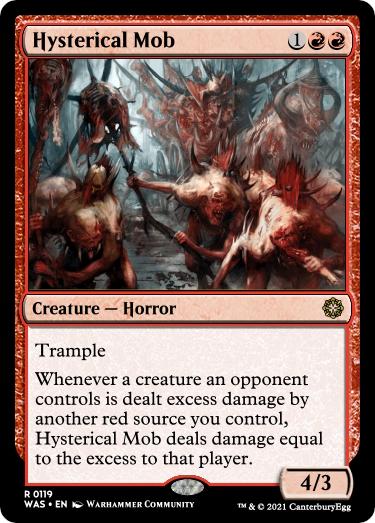 Hysterical Mob 1
Creature — Horror
Trample
Whenever a creature an opponent
controls is dealt excess damage by
another red source you control,
Hysterical Mob deals damage equal
to the excess to that player.
4/3
R 0119
WAS • EN Warhammer Community
™ & © 2021 CanterburyEgg